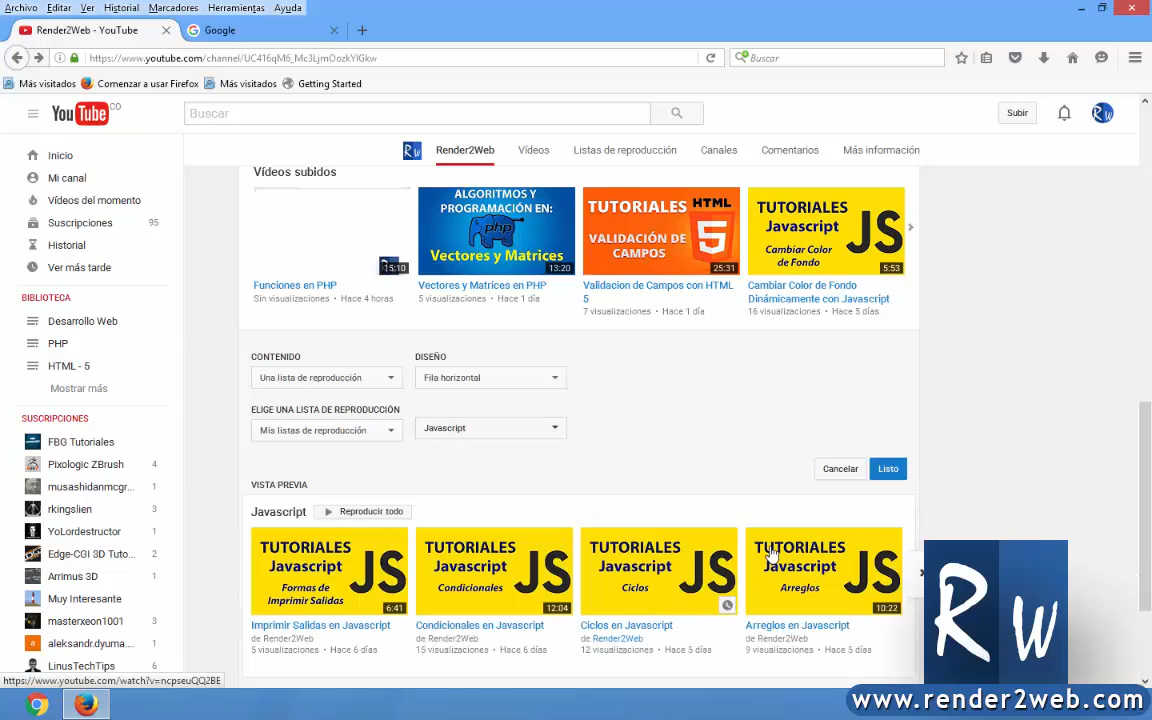 Archivo Editar Ver Historial Marcadores Herramientas Ayuda
Render2Web - YouTube
Google
https://www.youtube.com/channel/UC416qM6_Mc3LjmOozkYlGkw
Buscar
Más visitados Comenzar a usar Firefox Más visitados Getting Started
YouTube CO
Buscar
Subir
Rw
Rw Render2Web Vídeos Listas de reproducción Canales Comentarios Más información
Inicio
Mi canal
Vídeos del momento
Suscripciones 95
Historial
Ver más tarde
BIBLIOTECA
Desarrollo Web
PHP
HTML - 5
Mostrar más
SUSCRIPCIONES
FBG Tutoriales
Pixologic ZBrush 4
musashidanmcgr... 1
rkingslien 3
YoLordestructor 1
Edge-CGI 3D Tuto... 2
Arrimus 3D 1
Muy Interesante 1
masterxeon1001 3
aleksandr.dyuma... 1
LinusTechTips
Vídeos subidos
15:10
Funciones en PHP
Sin visualizaciones • Hace 4 horas
ALGORITMOS Y
PROGRAMACIÓN EN:
php
Vectores y Matrices
13:20
Vectores y Matrices en PHP
5 visualizaciones • Hace 1 día
TUTORIALES HTML
5
VALIDACIÓN DE
CAMPOS
25:31
Validacion de Campos con HTML
5
7 visualizaciones • Hace 1 día
TUTORIALES
Javascript
JS
Cambiar Color
de Fondo
5:53
Cambiar Color de Fondo
Dinámicamente con Javascript
16 visualizaciones • Hace 5 días
CONTENIDO DISEÑO
Una lista de reproducción Fila horizontal
ELIGE UNA LISTA DE REPRODUCCIÓN
Mis listas de reproducción Javascript
Cancelar Listo
VISTA PREVIA
Javascript Reproducir todo
TUTORIALES
Javascript
JS
Formas de
Imprimir Salidas
6:41
Imprimir Salidas en Javascript
de Render2Web
5 visualizaciones • Hace 6 días
TUTORIALES
Javascript
JS
Condicionales
12:04
Condicionales en Javascript
de Render2Web
15 visualizaciones • Hace 6 días
TUTORIALES
Javascript
JS
Ciclos
Ciclos en Javascript
de Render2Web
12 visualizaciones • Hace 5 días
TUTORIALES
Javascript
JS
Arreglos
10:22
Arreglos en Javascript
de Render2Web
9 visualizaciones • Hace 5 días
https://www.youtube.com/watch?v=ncpseuQQ2BE
Rw
www.render2web.com